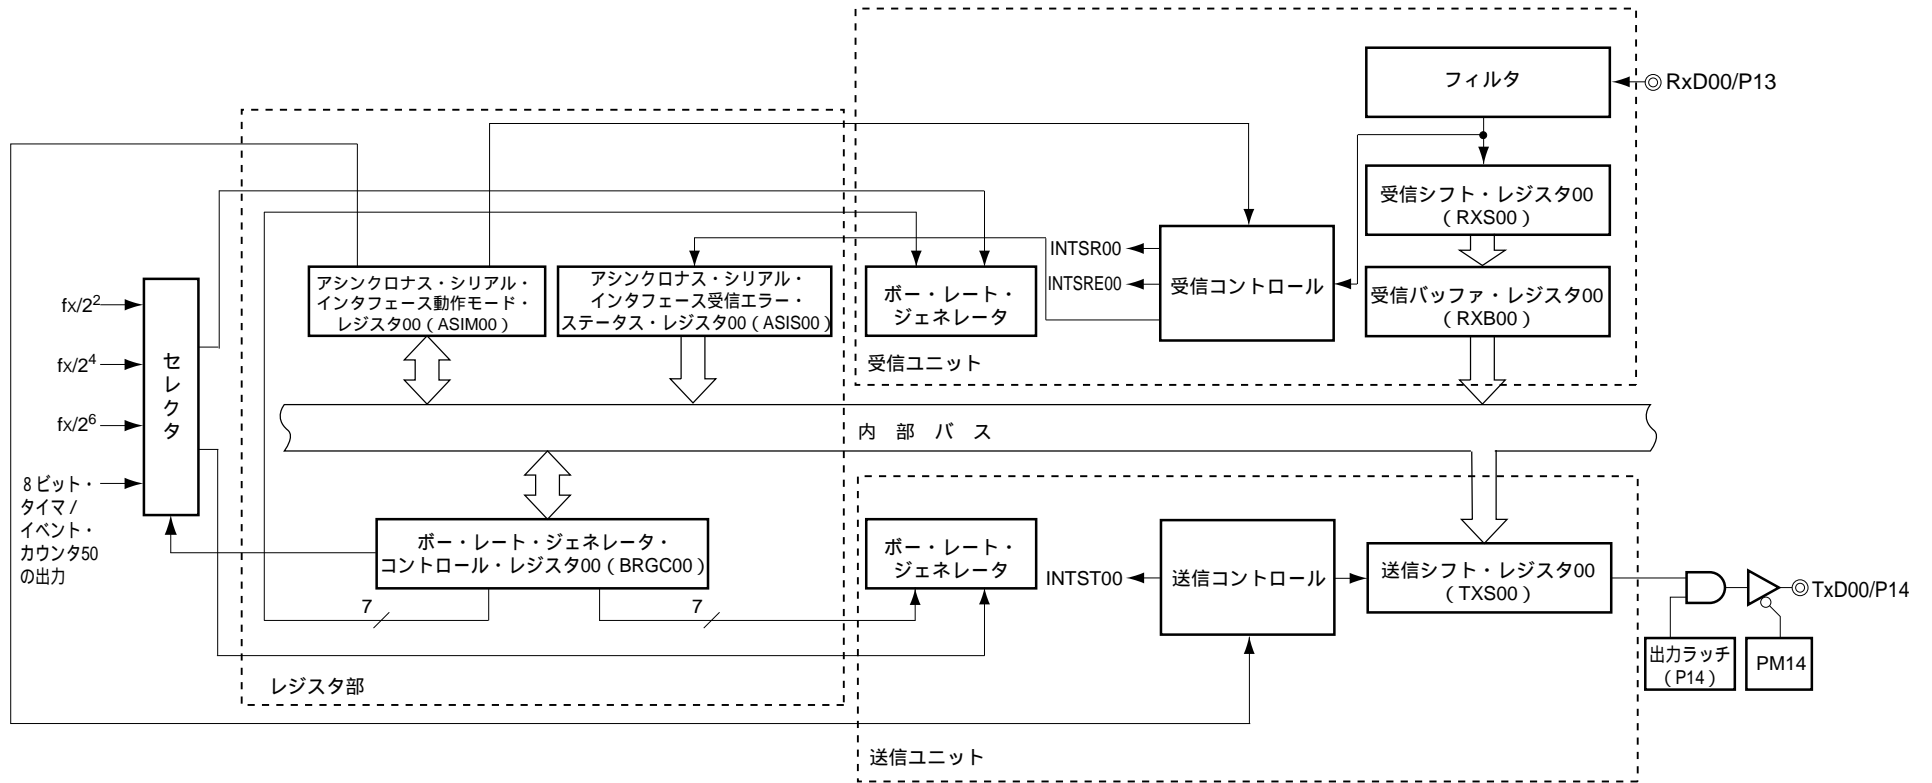 フィルタ
RxD00/P13
受信シフト・レジスタ00
（RXS00）
INTSR00
INTSRE00
受信コントロール
受信バッファ・レジスタ00
（RXB00）
アシンクロナス・シリアル・
インタフェース動作モード・
レジスタ00（ASIM00）
アシンクロナス・シリアル・
インタフェース受信エラー・
ステータス・レジスタ00（ASIS00）
ボー・レート・
ジェネレータ
受信ユニット
fx/2²
fx/2⁴
fx/2⁶
8ビット・
タイマ/
イベント・
カウンタ50
の出力
セレクタ
内部バス
ボー・レート・ジェネレータ・
コントロール・レジスタ00（BRGC00）
7
7
レジスタ部
ボー・レート・
ジェネレータ
INTST00
送信コントロール
送信シフト・レジスタ00
（TXS00）
TxD00/P14
出力ラッチ
（P14）
PM14
送信ユニット